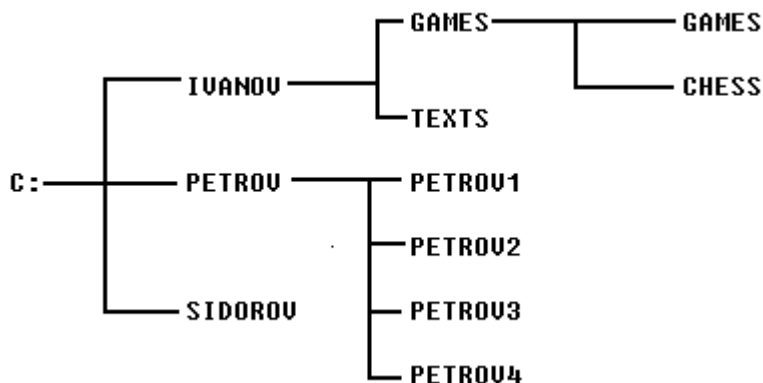 GAMES GAMES
IVANOV CHESS
TEXTS
C: PETROV PETROV1
PETROV2
SIDOROV PETROV3
PETROV4